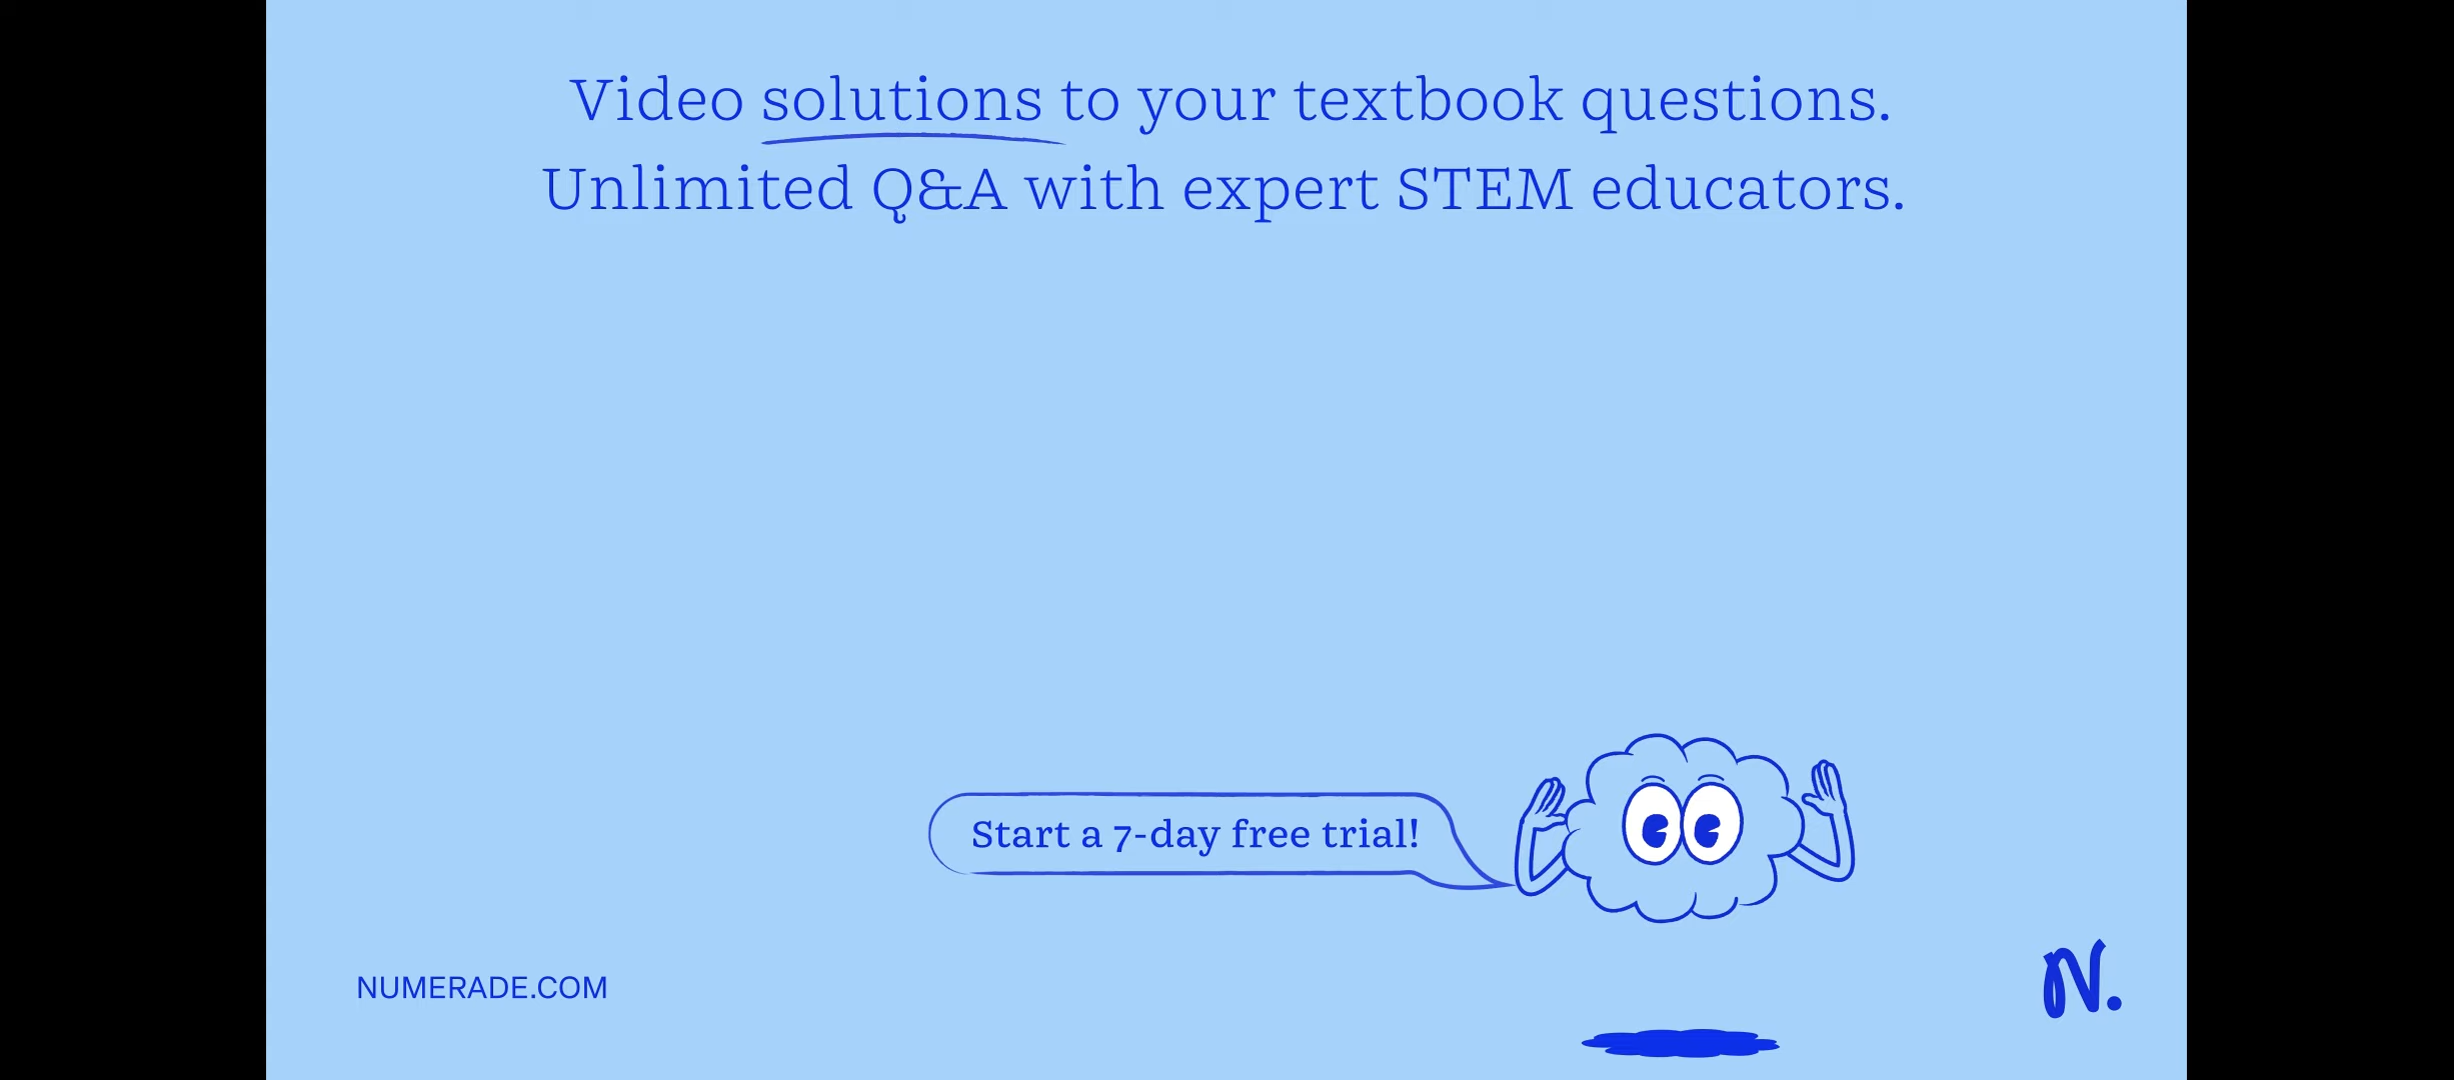 Video solutions to your textbook questions.
Unlimited Q&A with expert STEM educators.
Start a 7-day free trial!
NUMERADE.COM
N.